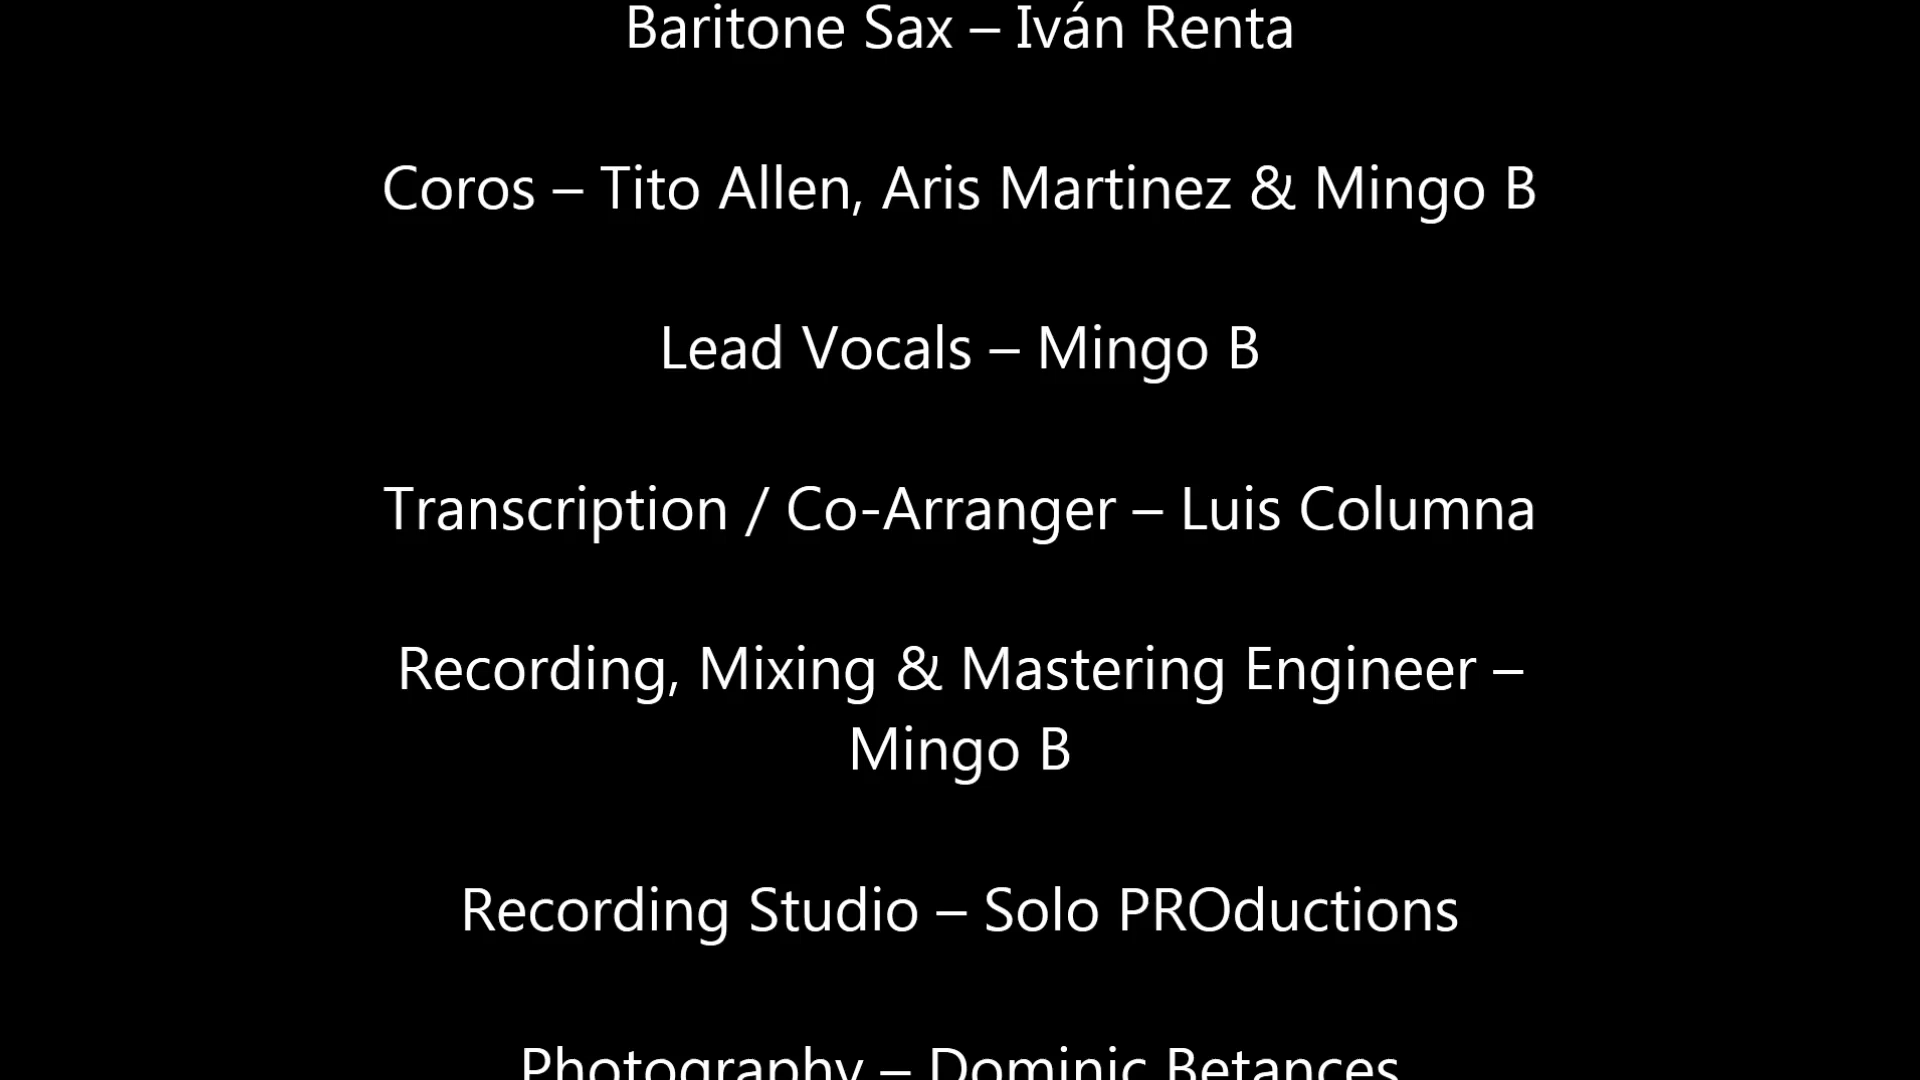 Baritone Sax – Iván Renta
Coros – Tito Allen, Aris Martinez & Mingo B
Lead Vocals – Mingo B
Transcription / Co-Arranger – Luis Columna
Recording, Mixing & Mastering Engineer –
Mingo B
Recording Studio – Solo PROductions
Photography – Dominic Betances